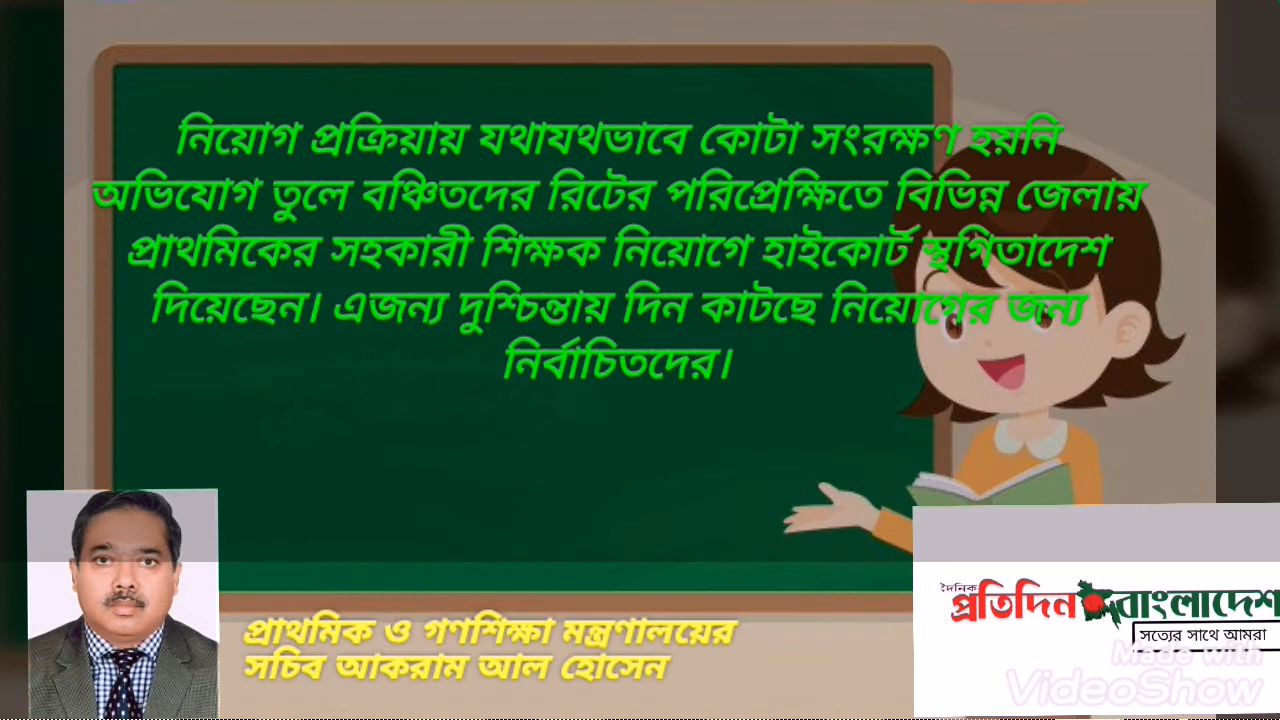 নিয়োগ প্রক্রিয়ায় যথাযথভাবে কোটা সংরক্ষণ হয়নি
অভিযোগ তুলে বঞ্চিতদের রিটের পরিপ্রেক্ষিতে বিভিন্ন জেলায়
প্রাথমিকের সহকারী শিক্ষক নিয়োগে হাইকোর্ট স্থগিতাদেশ
দিয়েছেন। এজন্য দুশ্চিন্তায় দিন কাটছে নিয়োগের জন্য
নির্বাচিতদের।
প্রাথমিক ও গণশিক্ষা মন্ত্রণালয়ের
সচিব আকরাম আল হোসেন
দৈনিক
প্রতিদিন বাংলাদেশ
সত্যের সাথে আমরা
Made with
VideoShow